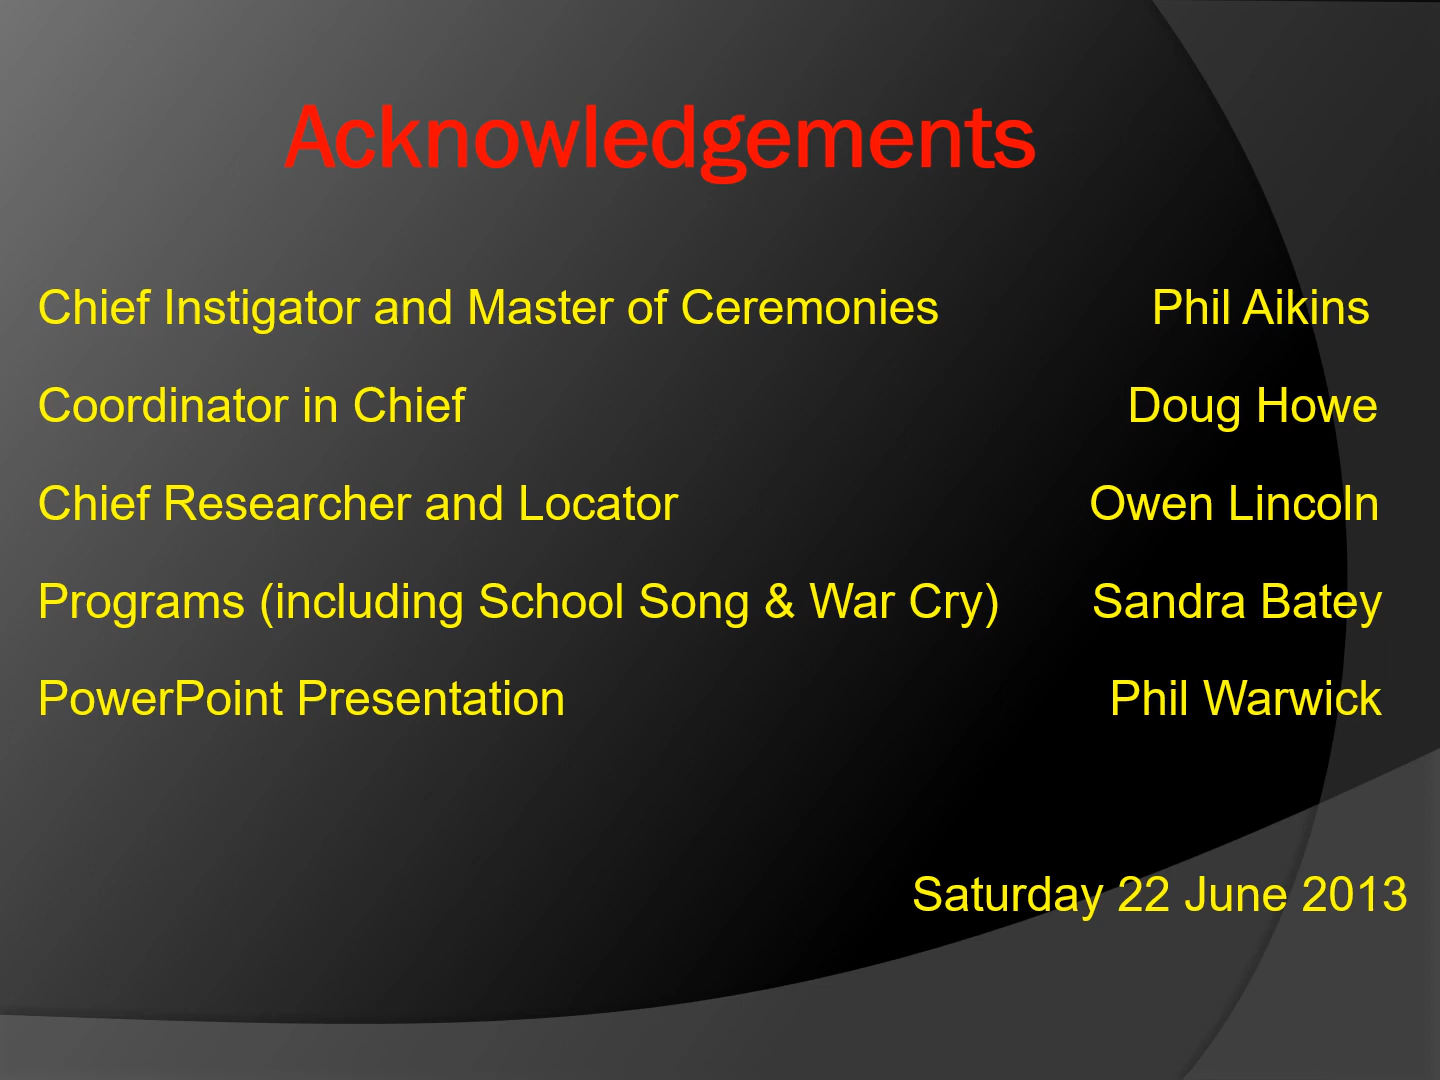 Acknowledgements
Chief Instigator and Master of Ceremonies Phil Aikins
Coordinator in Chief Doug Howe
Chief Researcher and Locator Owen Lincoln
Programs (including School Song & War Cry) Sandra Batey
PowerPoint Presentation Phil Warwick
Saturday 22 June 2013